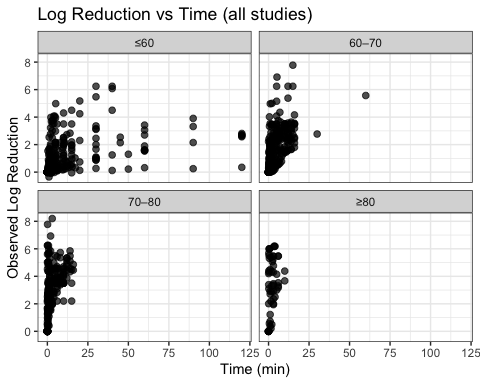 Log Reduction vs Time (all studies)
≤60
60–70
8
6
4
2
0
70–80
≥80
8
6
4
2
0
Observed Log Reduction
0 25 50 75 100 125
0 25 50 75 100 125
Time (min)